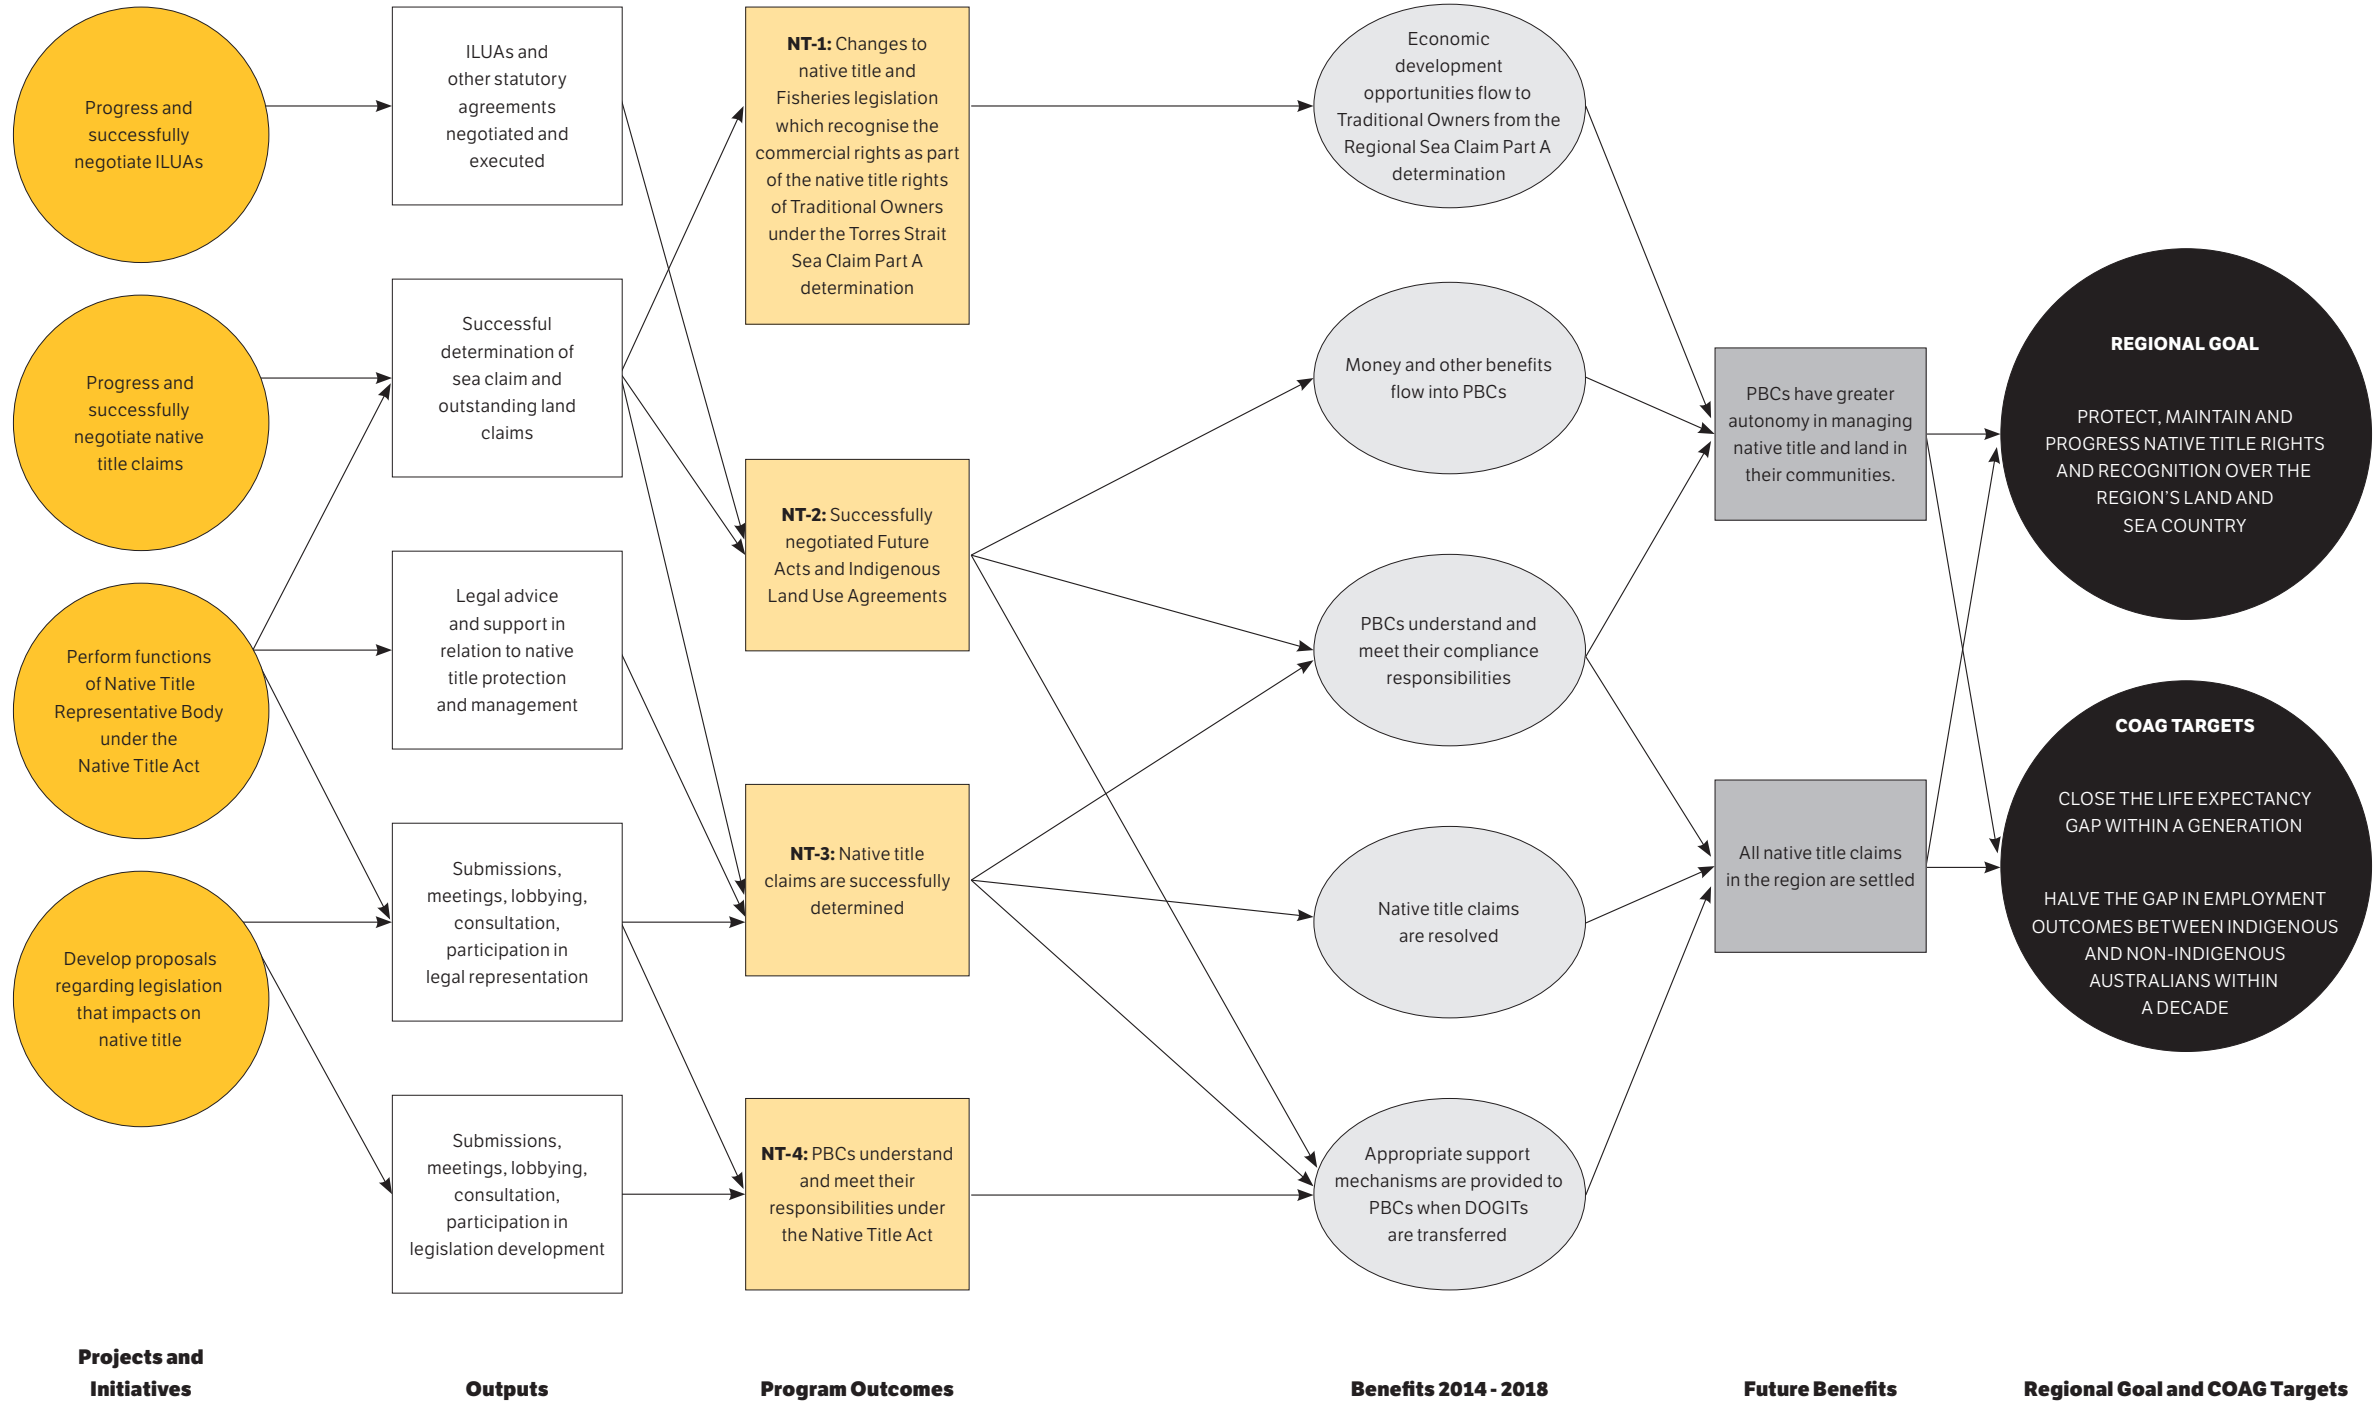 Progress and
successfully
negotiate ILUAs
Progress and
successfully
negotiate native
title claims
Perform functions
of Native Title
Representative Body
under the
Native Title Act
Develop proposals
regarding legislation
that impacts on
native title
Projects and
Initiatives
ILUAs and
other statutory
agreements
negotiated and
executed
Successful
determination of
sea claim and
outstanding land
claims
Legal advice
and support in
relation to native
title protection
and management
Submissions,
meetings, lobbying,
consultation,
participation in
legal representation
Submissions,
meetings, lobbying,
consultation,
participation in
legislation development
Outputs
NT-1: Changes to
native title and
Fisheries legislation
which recognise the
commercial rights as part
of the native title rights
of Traditional Owners
under the Torres Strait
Sea Claim Part A
determination
NT-2: Successfully
negotiated Future
Acts and Indigenous
Land Use Agreements
NT-3: Native title
claims are successfully
determined
NT-4: PBCs understand
and meet their
responsibilities under
the Native Title Act
Program Outcomes
Economic
development
opportunities flow to
Traditional Owners from the
Regional Sea Claim Part A
determination
Money and other benefits
flow into PBCs
PBCs understand and
meet their compliance
responsibilities
Native title claims
are resolved
Appropriate support
mechanisms are provided to
PBCs when DOGITs
are transferred
Benefits 2014 - 2018
PBCs have greater
autonomy in managing
native title and land in
their communities.
All native title claims
in the region are settled
Future Benefits
REGIONAL GOAL
PROTECT, MAINTAIN AND
PROGRESS NATIVE TITLE RIGHTS
AND RECOGNITION OVER THE
REGION'S LAND AND
SEA COUNTRY
COAG TARGETS
CLOSE THE LIFE EXPECTANCY
GAP WITHIN A GENERATION
HALVE THE GAP IN EMPLOYMENT
OUTCOMES BETWEEN INDIGENOUS
AND NON-INDIGENOUS
AUSTRALIANS WITHIN
A DECADE
Regional Goal and COAG Targets